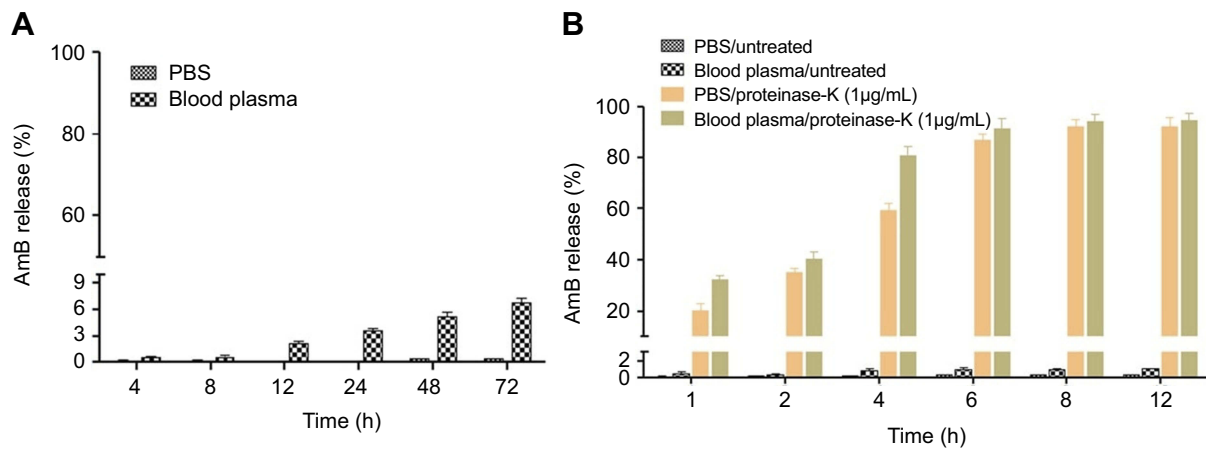 A
AmB release (%)
100
80
60
9
6
3
0
PBS
Blood plasma
4 8 12 24 48 72
Time (h)
B
PBS/untreated
Blood plasma/untreated
PBS/proteinase-K (1µg/mL)
Blood plasma/proteinase-K (1µg/mL)
AmB release (%)
100
80
60
40
20
2
0
1 2 4 6 8 12
Time (h)